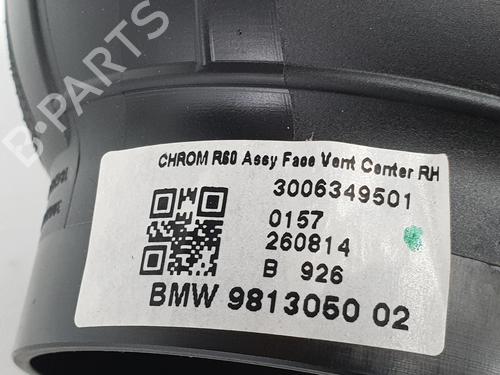 B-PARTS
CHROM R60 Assy Face Vent Center RH
3006349501
0157
260814
B 926
BMW 9813050 02